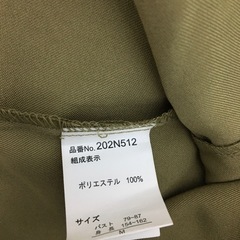 品番No. 202N512
組成表示
ポリエステル 100%
サイズ
バスト 79-87
身長 154-162
M